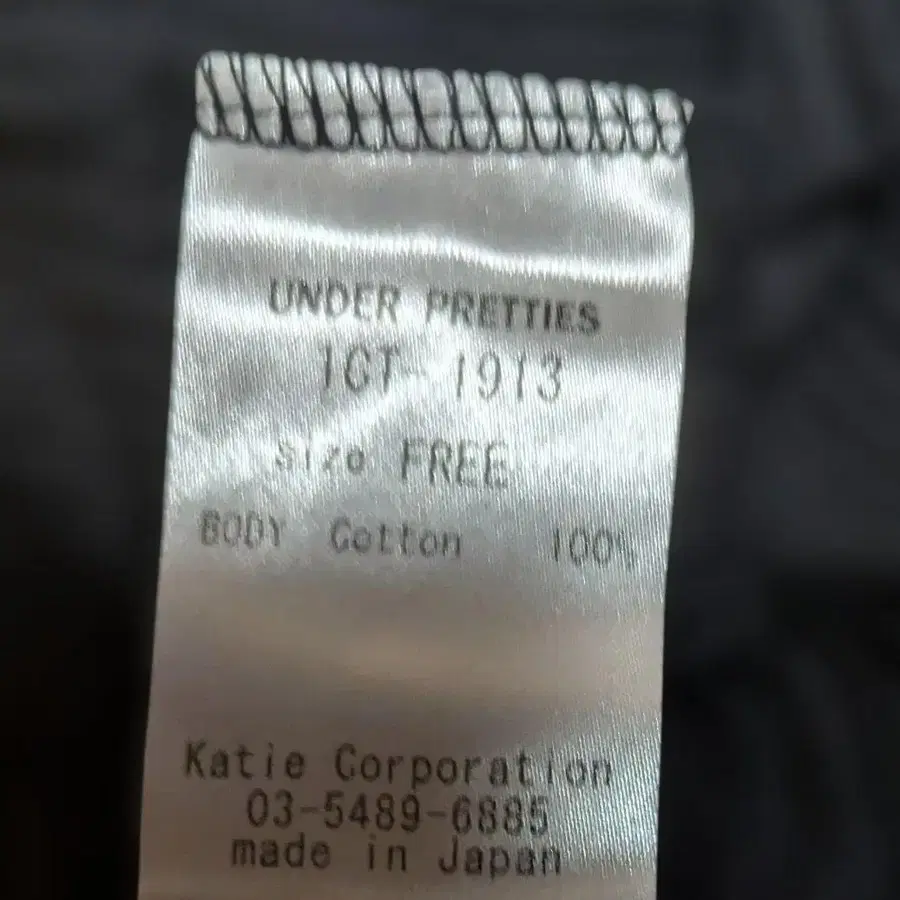 UNDER PRETTIES
1GT-1913
Size FREE
BODY Cotton 100%
Katie Corporation
03-5489-6885
made in Japan